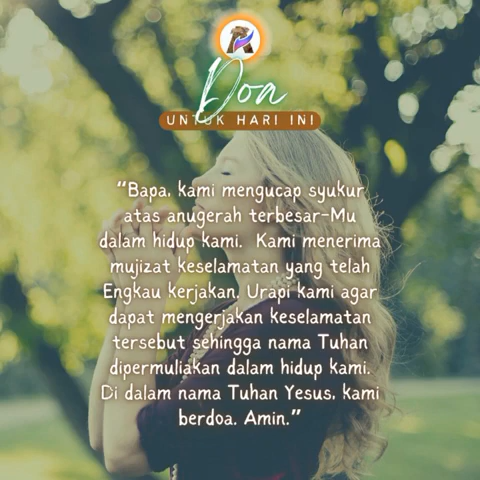 Doa
UNTUK HARI INI
"Bapa, kami mengucap syukur
atas anugerah terbesar-Mu
dalam hidup kami. Kami menerima
mujizat keselamatan yang telah
Engkau kerjakan. Urapi kami agar
dapat mengerjakan keselamatan
tersebut sehingga nama Tuhan
dipermuliakan dalam hidup kami.
Di dalam nama Tuhan Yesus, kami
berdoa. Amin."